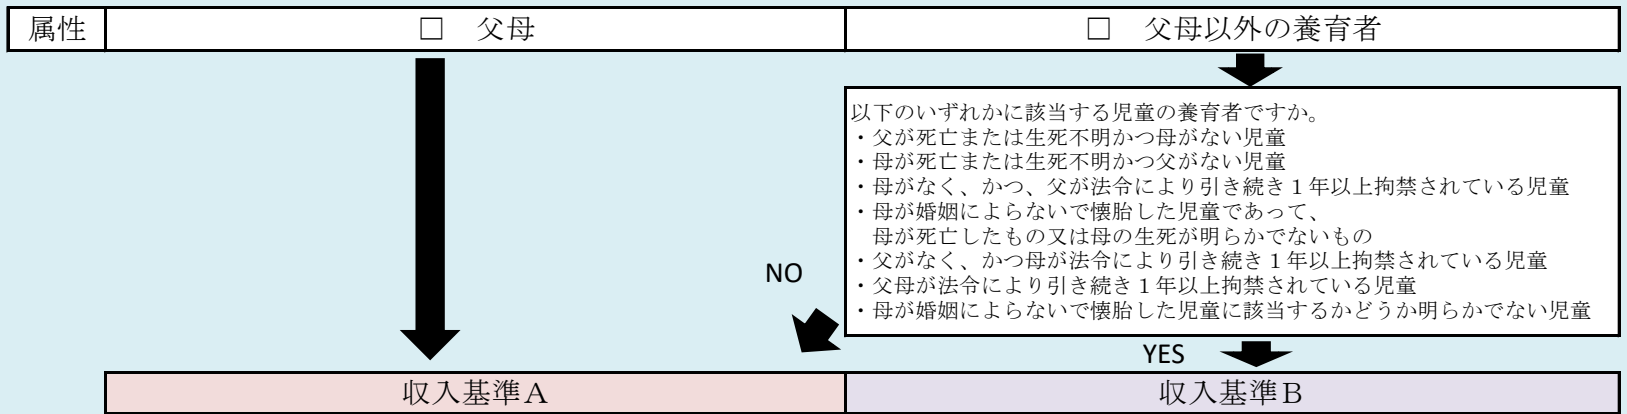 属性
□ 父母
□ 父母以外の養育者
以下のいずれかに該当する児童の養育者ですか。
・父が死亡または生死不明かつ母がない児童
・母が死亡または生死不明かつ父がない児童
・母がなく、かつ、父が法令により引き続き１年以上拘禁されている児童
・母が婚姻によらないで懐胎した児童であって、
母が死亡したもの又は母の生死が明らかでないもの
・父がなく、かつ母が法令により引き続き１年以上拘禁されている児童
・父母が法令により引き続き１年以上拘禁されている児童
・母が婚姻によらないで懐胎した児童に該当するかどうか明らかでない児童
NO
YES
収入基準Ａ
収入基準Ｂ